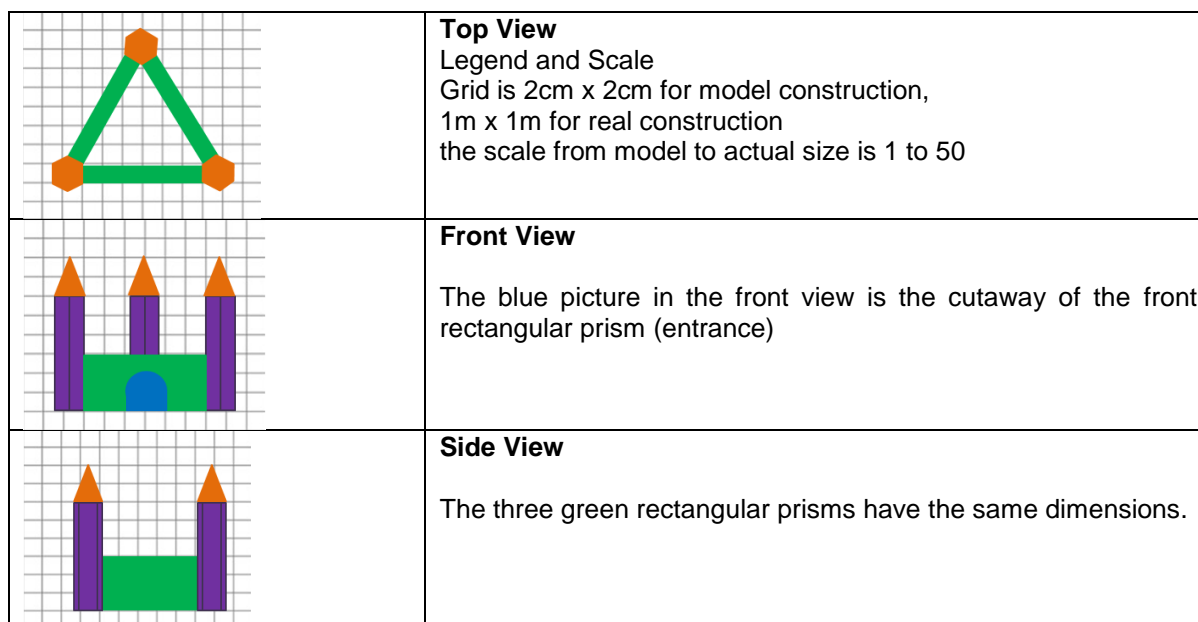 Top View
Legend and Scale
Grid is 2cm x 2cm for model construction,
1m x 1m for real construction
the scale from model to actual size is 1 to 50
Front View
The blue picture in the front view is the cutaway of the front
rectangular prism (entrance)
Side View
The three green rectangular prisms have the same dimensions.